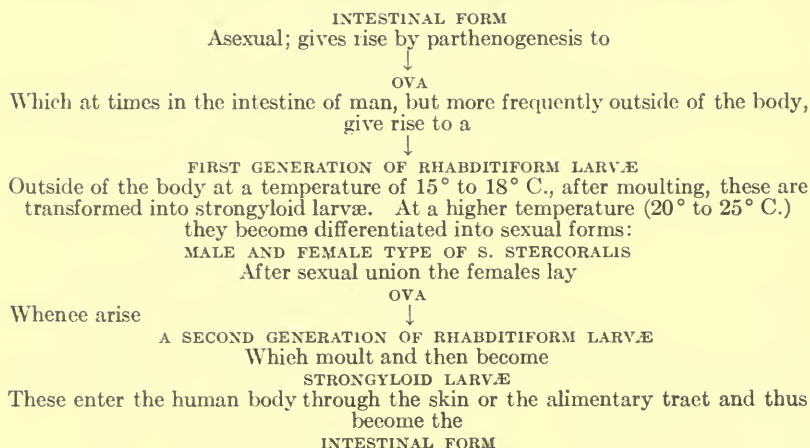 INTESTINAL FORM
Asexual; gives rise by parthenogenesis to
↓
OVA
Which at times in the intestine of man, but more frequently outside of the body,
give rise to a
↓
FIRST GENERATION OF RHABDITIFORM LARVÆ
Outside of the body at a temperature of 15° to 18° C., after moulting, these are
transformed into strongyloid larvæ. At a higher temperature (20° to 25° C.)
they become differentiated into sexual forms:
MALE AND FEMALE TYPE OF S. STERCORALIS
After sexual union the females lay
OVA
Whence arise ↓
A SECOND GENERATION OF RHABDITIFORM LARVÆ
Which moult and then become
STRONGYLOID LARVÆ
These enter the human body through the skin or the alimentary tract and thus
become the
INTESTINAL FORM